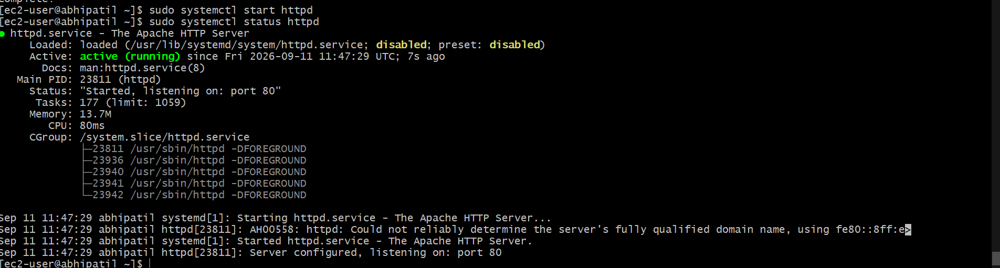 complete!
[ec2-user@abhipatil ~]$ sudo systemctl start httpd
[ec2-user@abhipatil ~]$ sudo systemctl status httpd
● httpd.service - The Apache HTTP Server
     Loaded: loaded (/usr/lib/systemd/system/httpd.service; disabled; preset: disabled)
     Active: active (running) since Fri 2026-09-11 11:47:29 UTC; 7s ago
       Docs: man:httpd.service(8)
   Main PID: 23811 (httpd)
     Status: "Started, listening on: port 80"
      Tasks: 177 (limit: 1059)
     Memory: 13.7M
        CPU: 80ms
     CGroup: /system.slice/httpd.service
             ├─23811 /usr/sbin/httpd -DFOREGROUND
             ├─23936 /usr/sbin/httpd -DFOREGROUND
             ├─23940 /usr/sbin/httpd -DFOREGROUND
             ├─23941 /usr/sbin/httpd -DFOREGROUND
             └─23942 /usr/sbin/httpd -DFOREGROUND
Sep 11 11:47:29 abhipatil systemd[1]: Starting httpd.service - The Apache HTTP Server...
Sep 11 11:47:29 abhipatil httpd[23811]: AH00558: httpd: Could not reliably determine the server's fully qualified domain name, using fe80::8ff:e>
Sep 11 11:47:29 abhipatil systemd[1]: Started httpd.service - The Apache HTTP Server.
Sep 11 11:47:29 abhipatil httpd[23811]: Server configured, listening on: port 80
[ec2-user@abhipatil ~]$